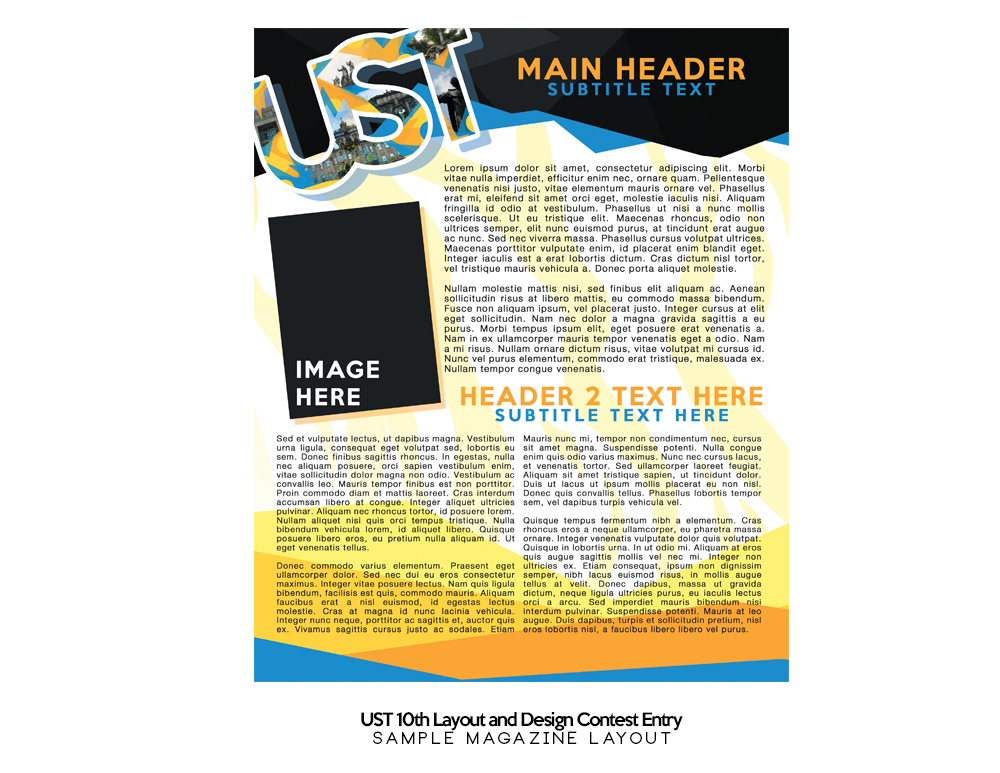 UST
MAIN HEADER
SUBTITLE TEXT
Lorem ipsum dolor sit amet, consectetur adipiscing elit. Morbi
vitae nulla imperdiet, efficitur enim nec, ornare quam. Pellentesque
venenatis nisi justo, vitae elementum mauris ornare vel. Phasellus
erat mi, eleifend sit amet orci eget, molestie iaculis nisi. Aliquam
fringilla id odio at vestibulum. Phasellus ut nisi a nunc mollis
scelerisque. Ut eu tristique elit. Maecenas rhoncus, odio non
ultrices semper, elit nunc euismod purus, at tincidunt erat augue
ac nunc. Sed nec viverra massa. Phasellus cursus volutpat ultrices.
Maecenas porttitor vulputate enim, id placerat enim blandit eget.
Integer iaculis est a erat lobortis dictum. Cras dictum nisl tortor,
vel tristique mauris vehicula a. Donec porta aliquet molestie.
Nullam molestie mattis nisi, sed finibus elit aliquam ac. Aenean
sollicitudin risus at libero mattis, eu commodo massa bibendum.
Fusce non aliquam ipsum, vel placerat justo. Integer cursus at elit
eget sollicitudin. Nam nec dolor a magna gravida sagittis a eu
purus. Morbi tempus ipsum elit, eget posuere erat venenatis a.
Nam in ex ullamcorper mauris tempor venenatis eget a odio. Nam
a mi risus. Nullam ornare dictum risus, vitae volutpat mi cursus id.
Nunc vel purus elementum, commodo erat tristique, malesuada ex.
Nullam tempor congue venenatis.
IMAGE
HERE
HEADER 2 TEXT HERE
SUBTITLE TEXT HERE
Sed et vulputate lectus, ut dapibus magna. Vestibulum
urna ligula, consequat eget volutpat sed, lobortis eu
sem. Donec finibus sagittis rhoncus. In egestas, nulla
nec aliquam posuere, orci sapien vestibulum enim,
vitae sollicitudin dolor magna non odio. Vestibulum ac
convallis leo. Mauris tempor finibus est non porttitor.
Proin commodo diam et mattis laoreet. Cras interdum
accumsan libero at congue. Integer aliquet ultricies
pulvinar. Aliquam nec rhoncus tortor, id posuere lorem.
Nullam aliquet nisi quis orci tempus tristique. Nulla
bibendum vehicula lorem, id aliquet libero. Quisque
posuere libero eros, eu pretium nulla aliquam id. Ut
eget venenatis tellus.
Donec commodo varius elementum. Praesent eget
ullamcorper dolor. Sed nec dui eu eros consectetur
maximus. Integer vitae posuere lectus. Nam quis ligula
bibendum, facilisis est quis, commodo mauris. Aliquam
faucibus erat a nisl euismod, id egestas lectus
molestie. Cras at magna id nunc lacinia vehicula.
Integer nunc neque, porttitor ac sagittis et, auctor quis
ex. Vivamus sagittis cursus justo ac sodales. Etiam
Mauris nunc mi, tempor non condimentum nec, cursus
sit amet magna. Suspendisse potenti. Nulla congue
enim quis odio varius maximus. Nunc nec cursus lacus,
et venenatis tortor. Sed ullamcorper laoreet feugiat.
Aliquam sit amet tristique sapien, ut tincidunt dolor.
Duis ut lacus ut ipsum mollis placerat eu non nisl.
Donec quis convallis tellus. Phasellus lobortis tempor
sem, vel dapibus turpis vehicula vel.
Quisque tempus fermentum nibh a elementum. Cras
rhoncus eros a neque ullamcorper, eu pharetra massa
ornare. Integer venenatis vulputate dolor quis volutpat.
Quisque in lobortis urna. In ut odio mi. Aliquam at eros
quis augue sagittis mollis vel nec mi. Integer non
ultricies ex. Etiam consequat, ipsum non dignissim
semper, nibh lacus euismod risus, in mollis augue
tellus at velit. Donec dapibus, massa ut gravida
dictum, neque ligula ultricies purus, eu iaculis lectus
orci a arcu. Sed imperdiet mauris bibendum nisi
interdum pulvinar. Suspendisse potenti. Mauris at leo
augue. Duis dapibus, turpis et sollicitudin pretium, nisl
eros lobortis nisl, a faucibus libero libero vel purus.
UST 10th Layout and Design Contest Entry
SAMPLE MAGAZINE LAYOUT